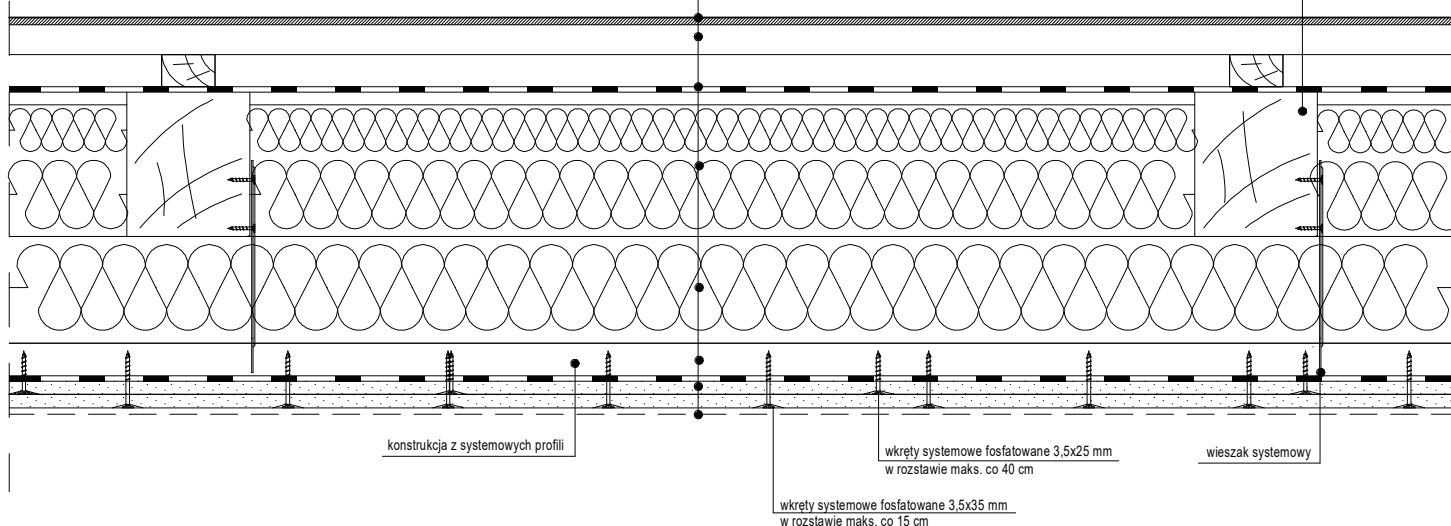 konstrukcja z systemowych profili
wkręty systemowe fosfatowane 3,5x25 mm
w rozstawie maks. co 40 cm
wieszak systemowy
wkręty systemowe fosfatowane 3,5x35 mm
w rozstawie maks. co 15 cm